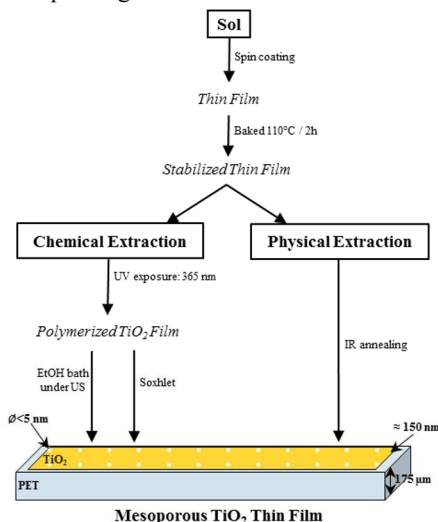 Sol
Spin coating
Thin Film
Baked 110°C / 2h
Stabilized Thin Film
Chemical Extraction
Physical Extraction
UV exposure: 365 nm
Polymerized TiO2 Film
IR annealing
EtOH bath
under US
Soxhlet
Ø<5 nm
≈ 150 nm
TiO2
PET
175 µm
Mesoporous TiO2 Thin Film